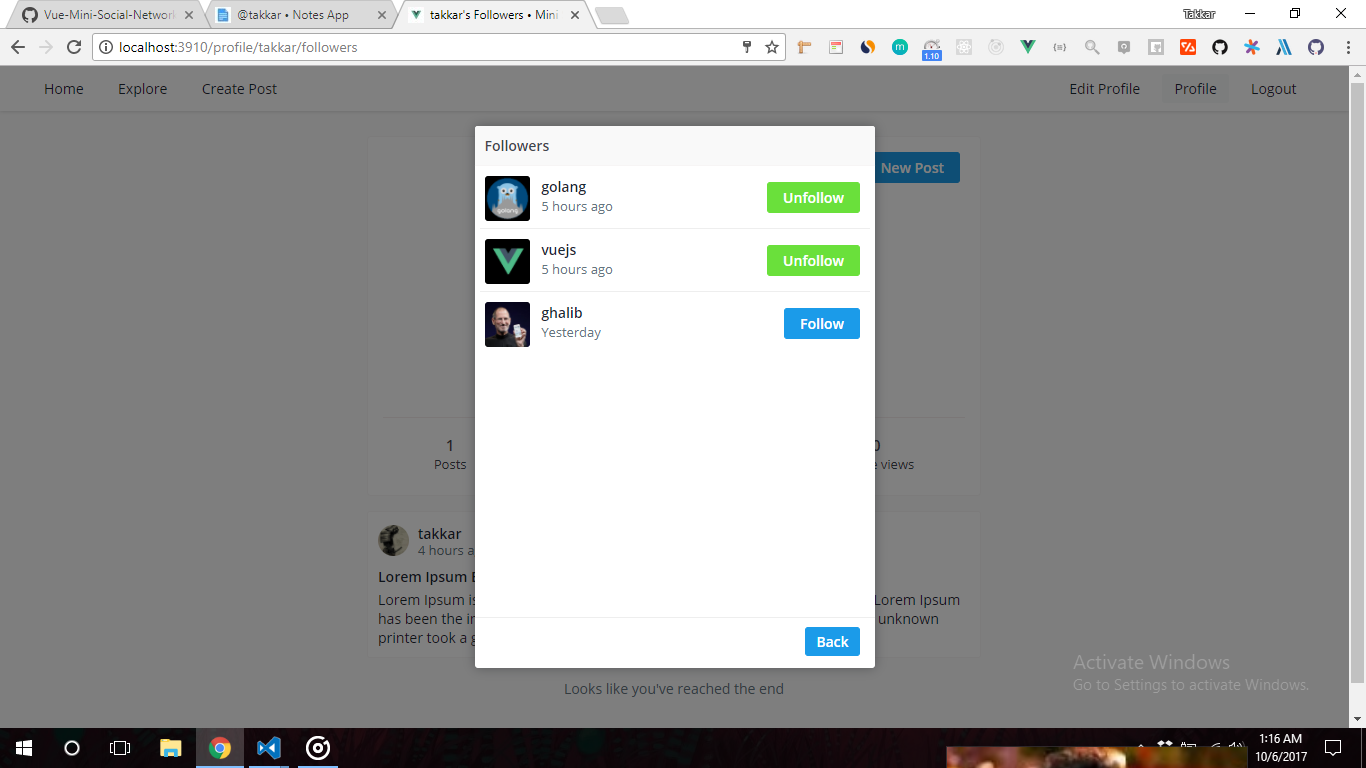 Vue-Mini-Social-Network
@takkar • Notes App
takkar's Followers • Mini
Takkar
localhost:3910/profile/takkar/followers
1.10
Home
Explore
Create Post
Edit Profile
Profile
Logout
Followers
New Post
golang
5 hours ago
Unfollow
vuejs
5 hours ago
Unfollow
ghalib
Yesterday
Follow
1
Posts
0
views
takkar
4 hours a
Lorem Ipsum
Lorem Ipsum is
Lorem Ipsum
has been the
unknown
printer took a
Back
Looks like you've reached the end
Activate Windows
Go to Settings to activate Windows.
1:16 AM
10/6/2017